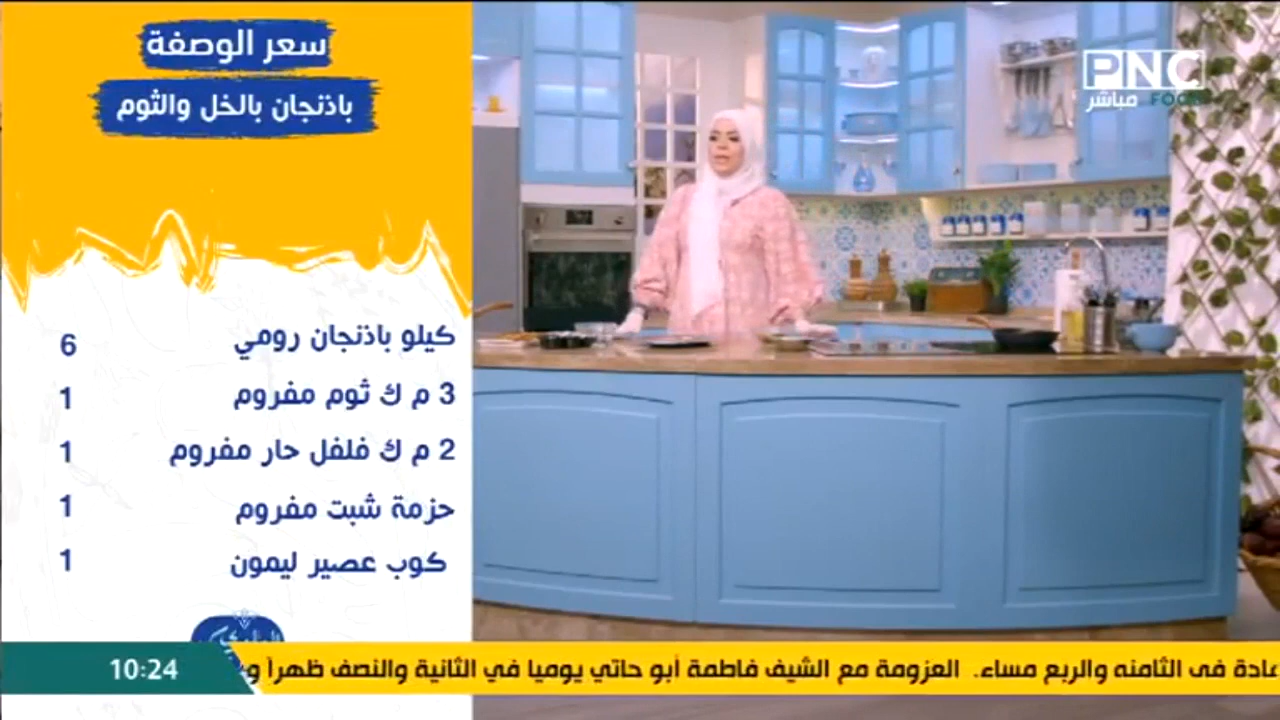 سعر الوصفة
باذنجان بالخل والثوم
PNC
FOOD
مباشر
كيلو باذنجان رومي 6
3 م ك ثوم مفروم 1
2 م ك فلفل حار مفروم 1
حزمة شبت مفروم 1
كوب عصير ليمون 1
10:24
عادة فى الثامنه والربع مساء. العزومة مع الشيف فاطمة أبو حاتي يوميا في الثانية والنصف ظهراً و